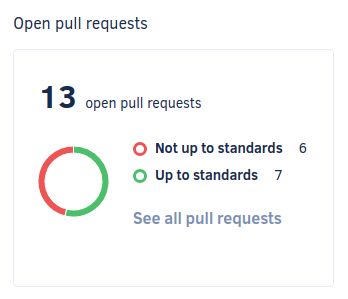 Open pull requests
13 open pull requests
Not up to standards 6
Up to standards 7
See all pull requests